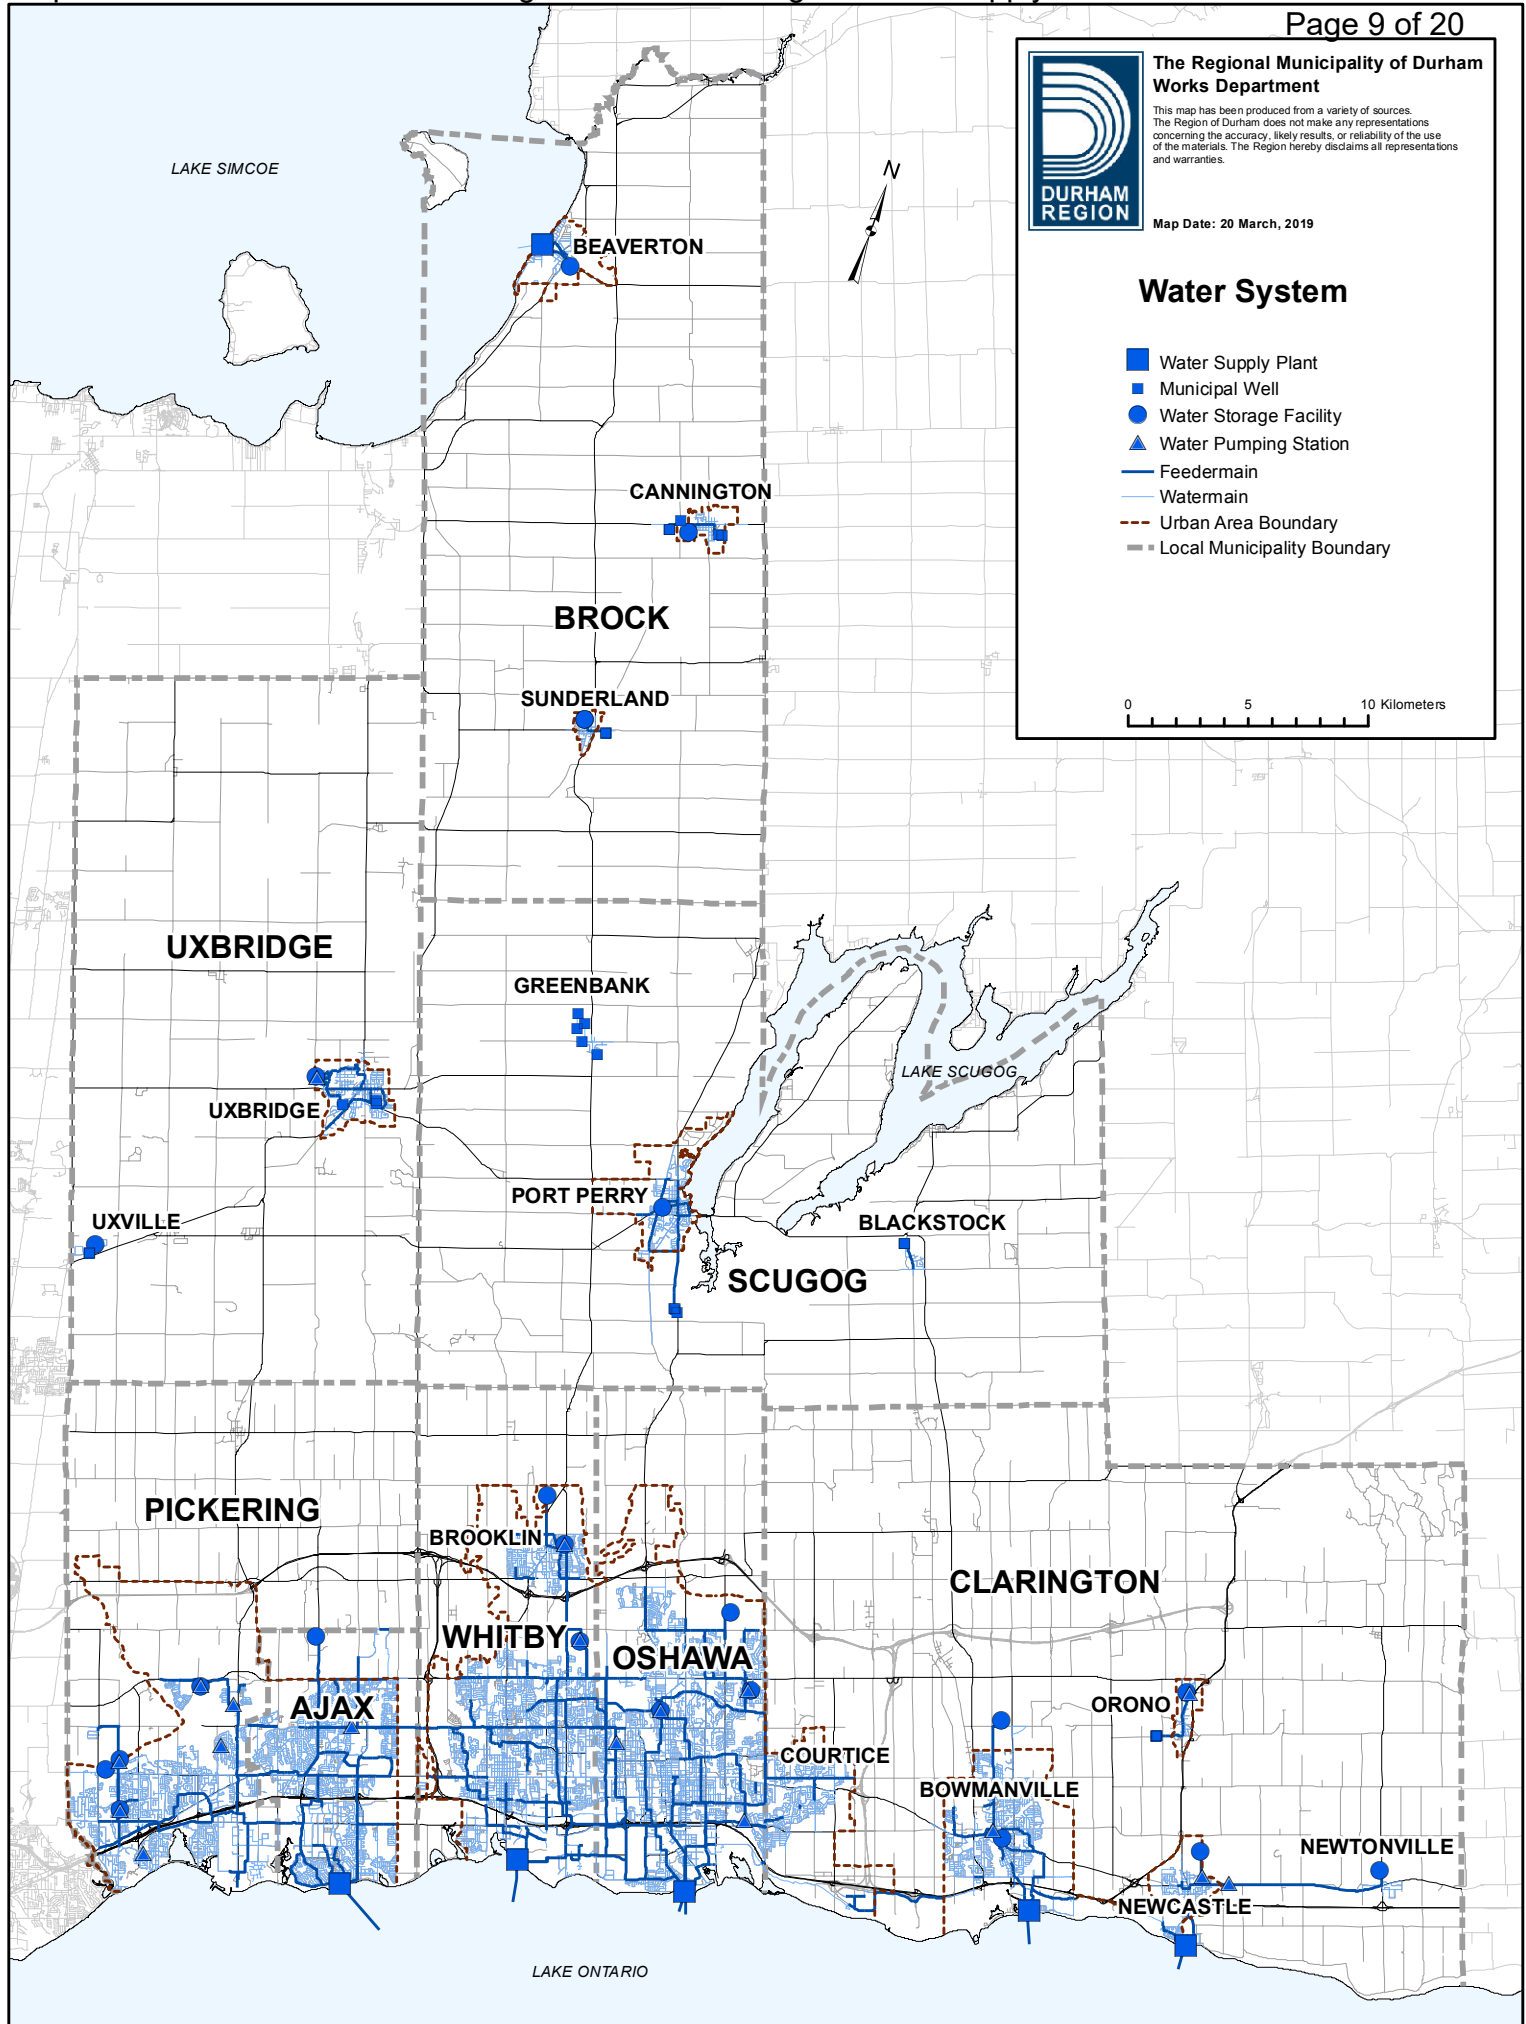 Page 9 of 20
The Regional Municipality of Durham
Works Department
This map has been produced from a variety of sources.
The Region of Durham does not make any representations
concerning the accuracy, likely results, or reliability of the use
of the materials. The Region hereby disclaims all representations
and warranties.
DURHAM
REGION
Map Date: 20 March, 2019
Water System
Water Supply Plant
Municipal Well
Water Storage Facility
Water Pumping Station
Feedermain
Watermain
Urban Area Boundary
Local Municipality Boundary
0 5 10 Kilometers
N
LAKE SIMCOE
BEAVERTON
CANNINGTON
BROCK
SUNDERLAND
UXBRIDGE
GREENBANK
LAKE SCUGOG
UXBRIDGE
PORT PERRY
UXVILLE
BLACKSTOCK
SCUGOG
PICKERING
BROOKLIN
CLARINGTON
WHITBY
OSHAWA
AJAX
ORONO
COURTICE
BOWMANVILLE
NEWTONVILLE
NEWCASTLE
LAKE ONTARIO